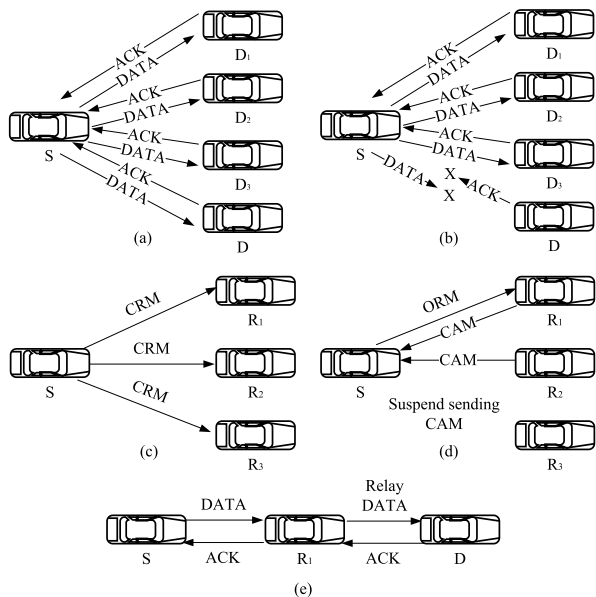 ACK
DATA
D1
ACK
DATA
D2
S
ACK
DATA
D3
ACK
DATA
D
(a)
ACK
DATA
D1
ACK
DATA
D2
S
ACK
DATA
D3
DATA
X
X
ACK
D
(b)
CRM
R1
CRM
S
R2
CRM
R3
(c)
ORM
CAM
R1
CAM
S
R2
Suspend sending
CAM
R3
(d)
DATA
Relay
DATA
S
ACK
R1
ACK
D
(e)